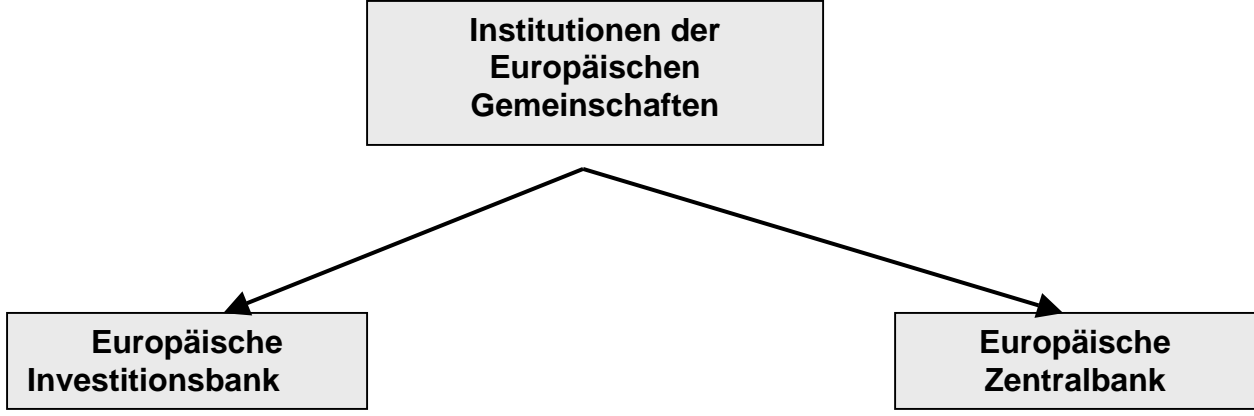 Institutionen der
Europäischen
Gemeinschaften
Europäische
Investitionsbank
Europäische
Zentralbank